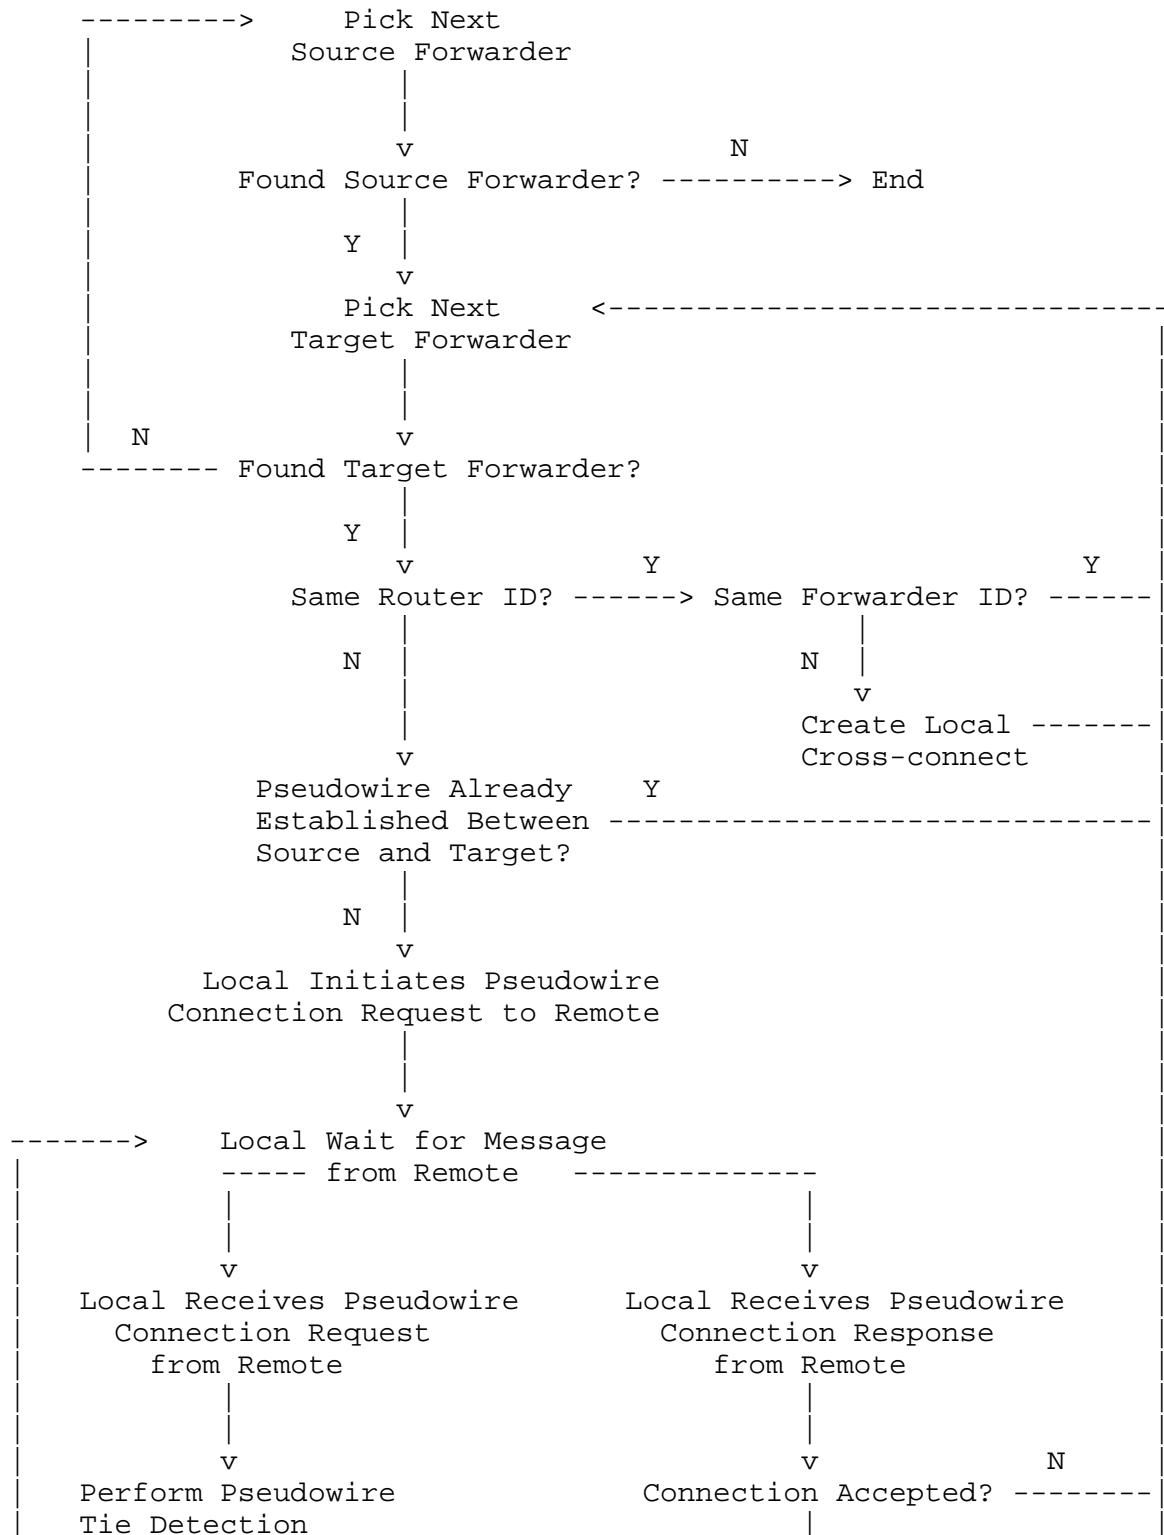 Pick Next
Source Forwarder
N
Found Source Forwarder? End
Y
Pick Next
Target Forwarder
N
Found Target Forwarder?
Y
Y Y
Same Router ID? Same Forwarder ID?
N N
Create Local
Cross-connect
Pseudowire Already Y
Established Between
Source and Target?
N
Local Initiates Pseudowire
Connection Request to Remote
Local Wait for Message
from Remote
Local Receives Pseudowire Local Receives Pseudowire
Connection Request Connection Response
from Remote from Remote
N
Perform Pseudowire Connection Accepted?
Tie Detection